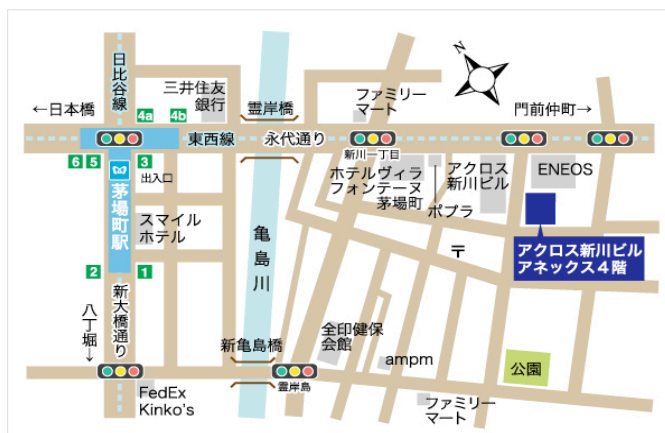 日比谷線
三井住友
銀行
霊岸橋
ファミリー
マート
N
←日本橋
門前仲町→
4a
4b
東西線
永代通り
新川一丁目
6
5
3
出入口
茅場町駅
スマイル
ホテル
ホテルヴィラ
フォンテーヌ
茅場町
ポプラ
アクロス
新川ビル
ENEOS
亀島川
〒
アクロス新川ビル
アネックス4階
2
1
新大橋通り
八丁堀→
新亀島橋
霊岸島
全印健保
会館
ampm
公園
FedEx
Kinko's
ファミリー
マート